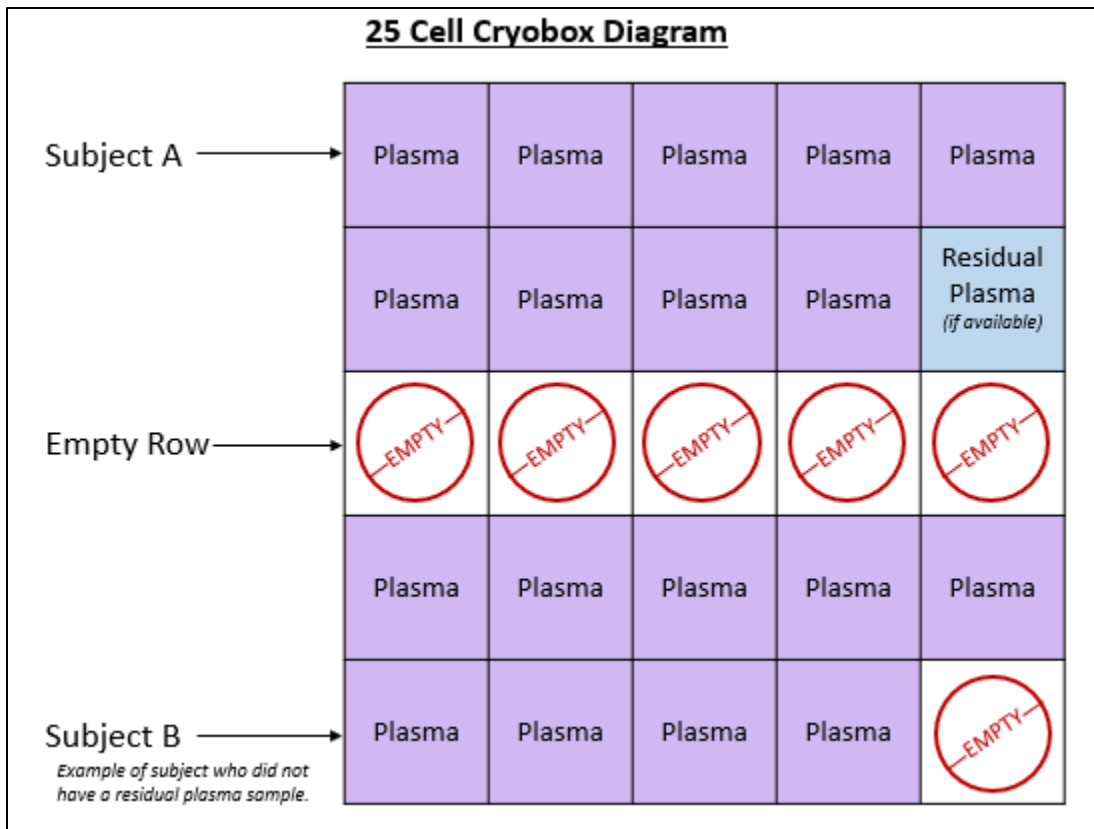 25 Cell Cryobox Diagram
Subject A
Plasma Plasma Plasma Plasma Plasma
Plasma Plasma Plasma Plasma
Residual
Plasma
(if available)
Empty Row
EMPTY EMPTY EMPTY EMPTY EMPTY
Plasma Plasma Plasma Plasma Plasma
Subject B
Example of subject who did not
have a residual plasma sample.
Plasma Plasma Plasma Plasma EMPTY